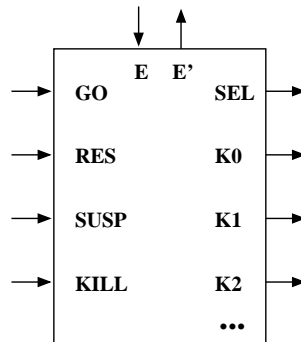 E E'
GO SEL
RES K0
SUSP K1
KILL K2
...